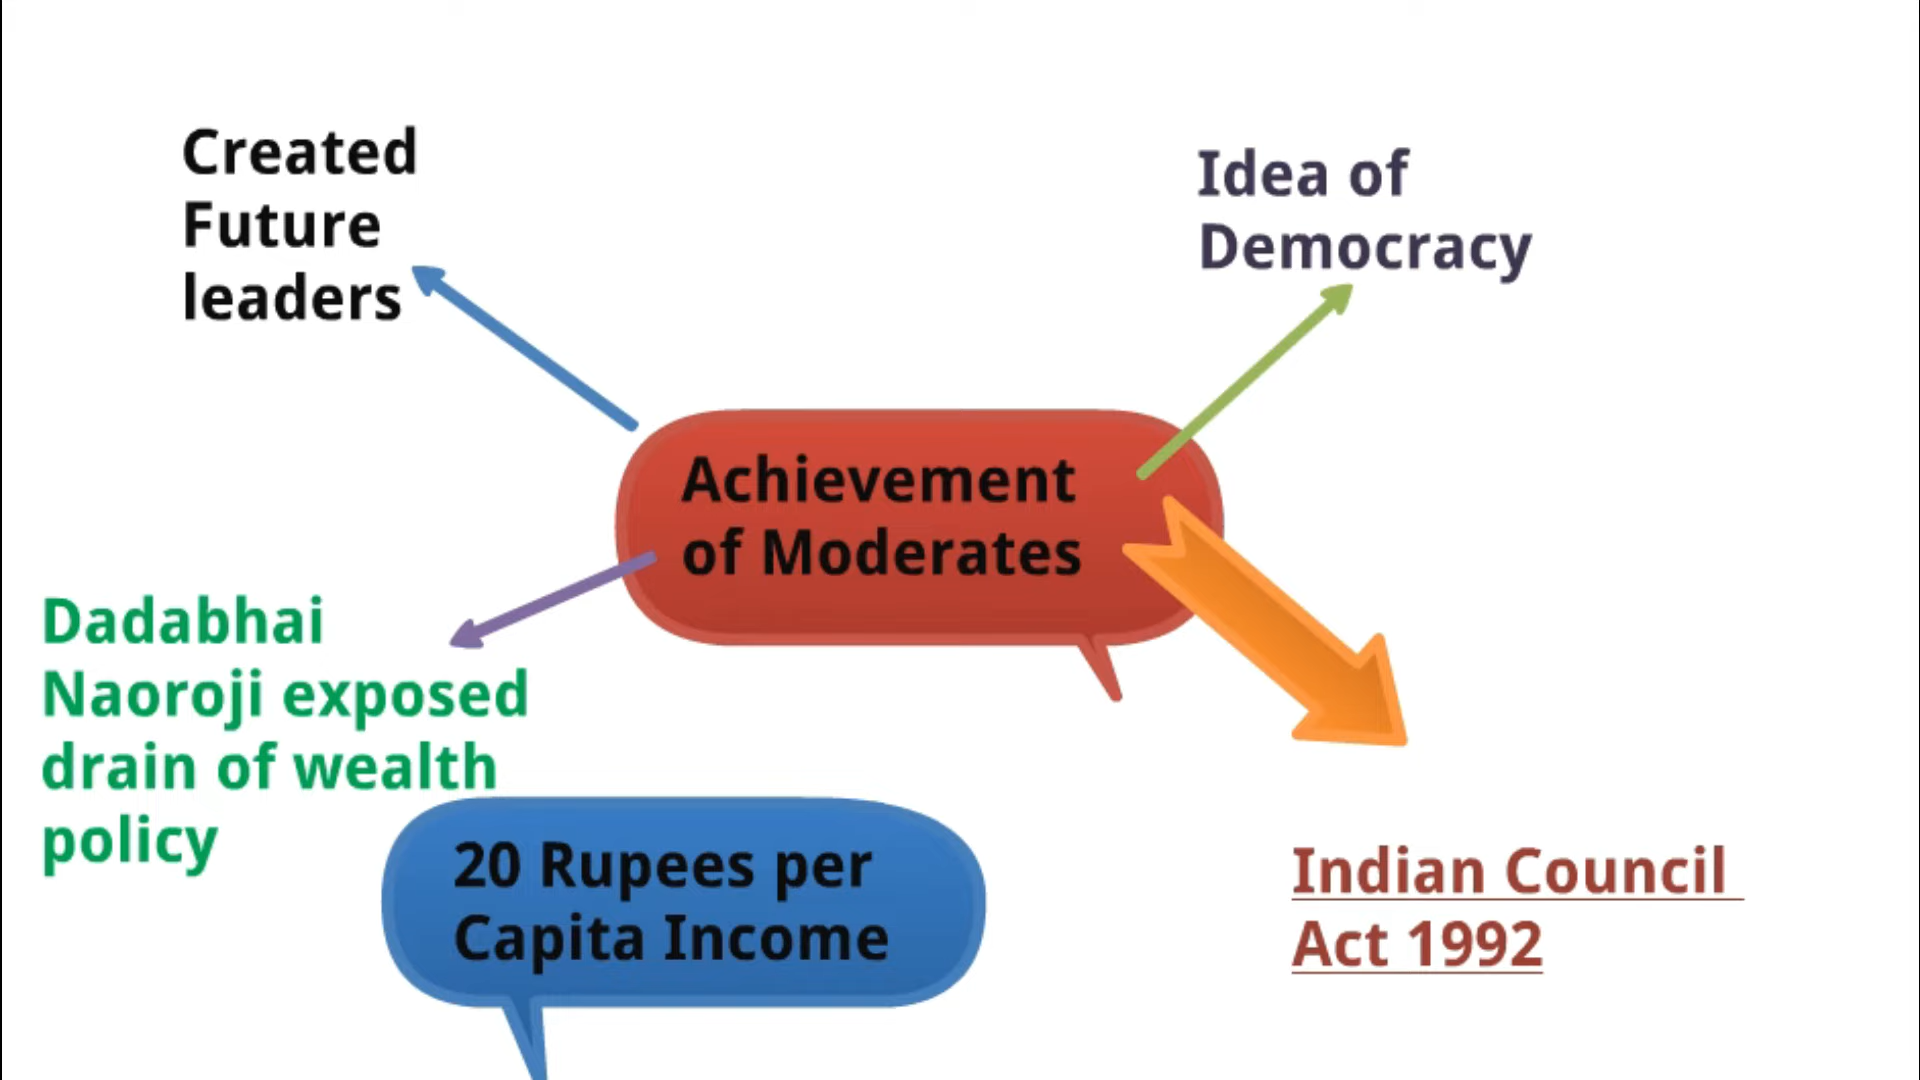 Created
Future
leaders
Idea of
Democracy
Achievement
of Moderates
Dadabhai
Naoroji exposed
drain of wealth
policy
20 Rupees per
Capita Income
Indian Council
Act 1992